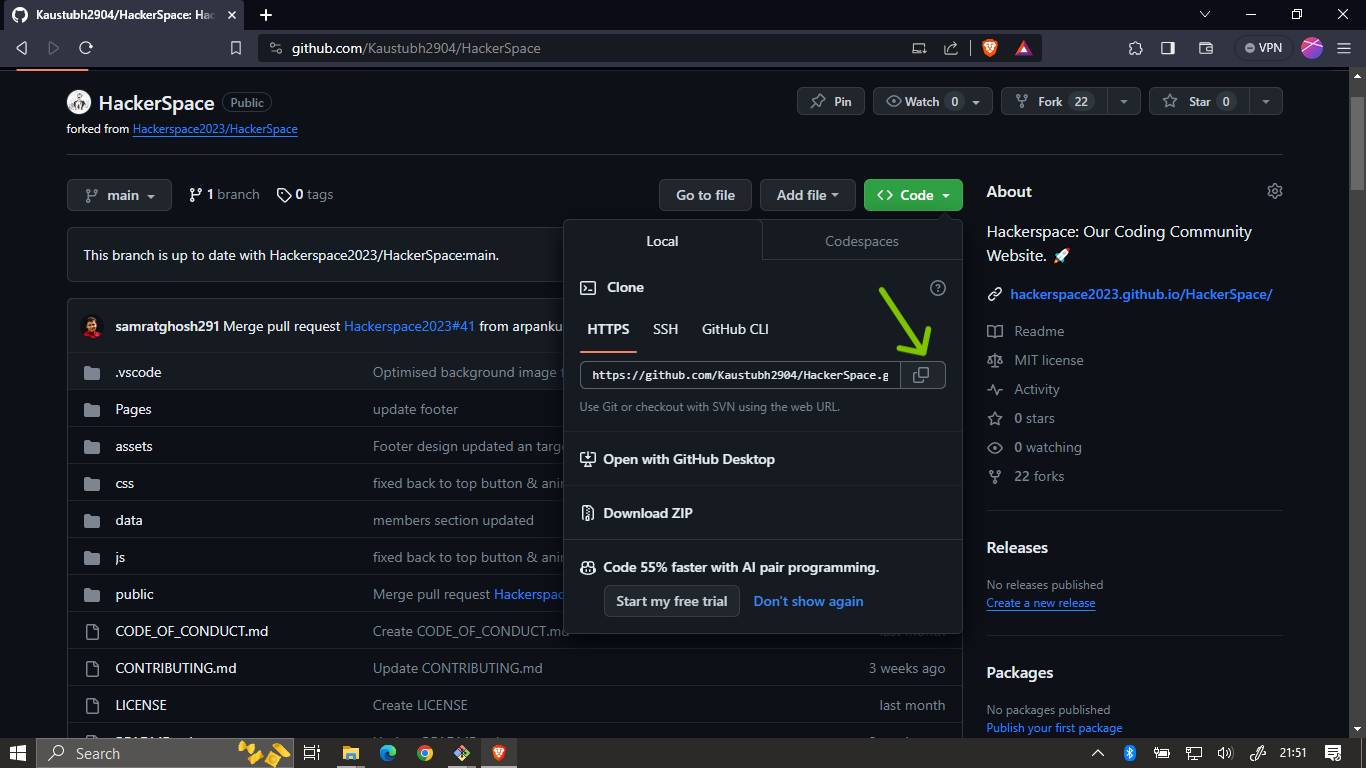 Kaustubh2904/HackerSpace: Hac
github.com/Kaustubh2904/HackerSpace
VPN
HackerSpace Public
Pin
Watch 0
Fork 22
Star 0
forked from Hackerspace2023/HackerSpace
main
1 branch
0 tags
Go to file
Add file
Code
This branch is up to date with Hackerspace2023/HackerSpace:main.
samratghosh291 Merge pull request Hackerspace2023#41 from arpanku
.vscode Optimised background image f
Pages update footer
assets Footer design updated an targ
css fixed back to top button & ani
data members section updated
js fixed back to top button & ani
public Merge pull request Hackerspac
CODE_OF_CONDUCT.md Create CODE_OF_CONDUCT.md last month
CONTRIBUTING.md Update CONTRIBUTING.md 3 weeks ago
LICENSE Create LICENSE last month
Local
Codespaces
Clone
HTTPS
SSH
GitHub CLI
https://github.com/Kaustubh2904/HackerSpace.g
Use Git or checkout with SVN using the web URL.
Open with GitHub Desktop
Download ZIP
Code 55% faster with AI pair programming.
Start my free trial
Don't show again
About
Hackerspace: Our Coding Community
Website. 🚀
hackerspace2023.github.io/HackerSpace/
Readme
MIT license
Activity
0 stars
0 watching
22 forks
Releases
No releases published
Create a new release
Packages
No packages published
Publish your first package
Search
21:51